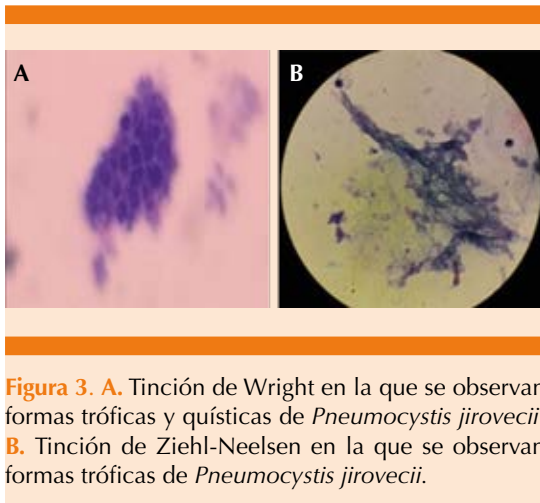 A
B
Figura 3. A. Tinción de Wright en la que se observan
formas tróficas y quísticas de Pneumocystis jirovecii
B. Tinción de Ziehl-Neelsen en la que se observan
formas tróficas de Pneumocystis jirovecii.